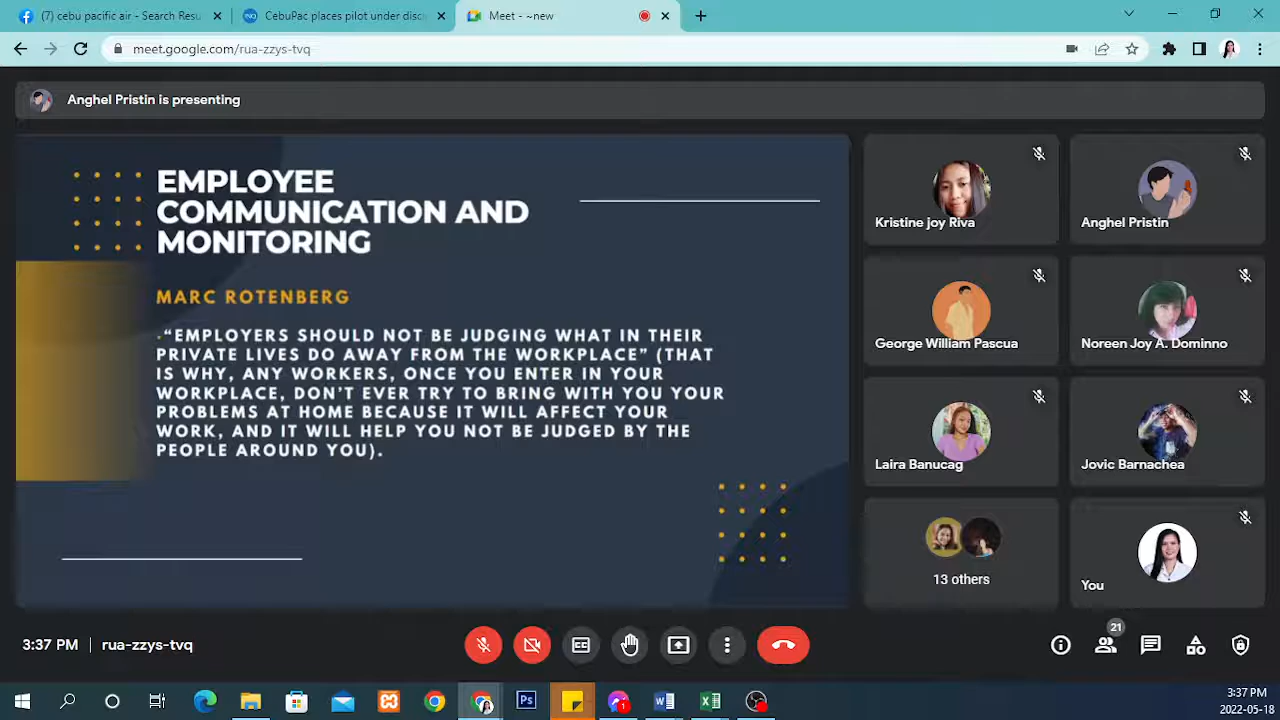 (7) cebu pacific air - Search Resu
CebuPac places pilot under disci
Meet - ~new
meet.google.com/rua-zzys-tvq
Anghel Pristin is presenting
EMPLOYEE
COMMUNICATION AND
MONITORING
MARC ROTENBERG
·“EMPLOYERS SHOULD NOT BE JUDGING WHAT IN THEIR
PRIVATE LIVES DO AWAY FROM THE WORKPLACE” (THAT
IS WHY, ANY WORKERS, ONCE YOU ENTER IN YOUR
WORKPLACE, DON’T EVER TRY TO BRING WITH YOU YOUR
PROBLEMS AT HOME BECAUSE IT WILL AFFECT YOUR
WORK, AND IT WILL HELP YOU NOT BE JUDGED BY THE
PEOPLE AROUND YOU).
Kristine Joy Riva
Anghel Pristin
George William Pascua
Noreen Joy A. Dominno
Laira Banucag
Jovic Barnachea
13 others
You
3:37 PM | rua-zzys-tvq
CC
21
Ps
1
3:37 PM
2022-05-18